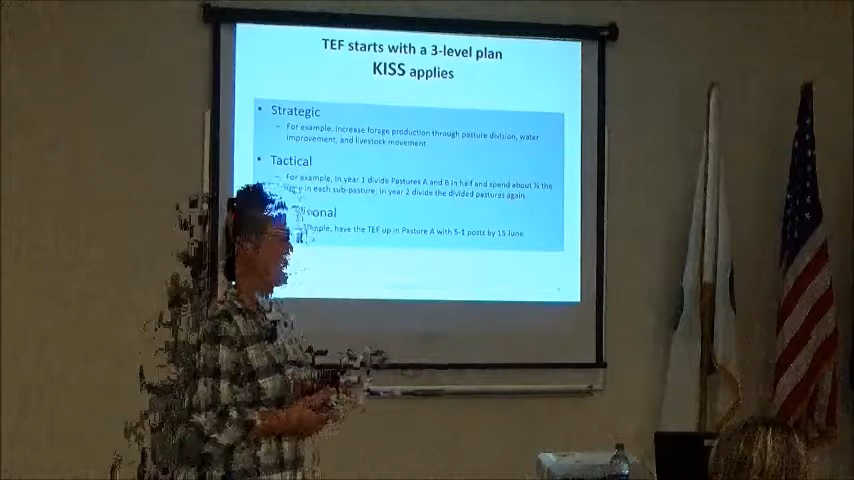 TEF starts with a 3-level plan
KISS applies
• Strategic
– For example, increase forage production through pasture division, water
improvement, and livestock movement
• Tactical
– For example, in year 1 divide Pastures A and B in half and spend about ½ the
time in each sub-pasture; in year 2 divide the divided pastures again
onal
have the TEF up in Pasture A with 5-1 posts by 15 June